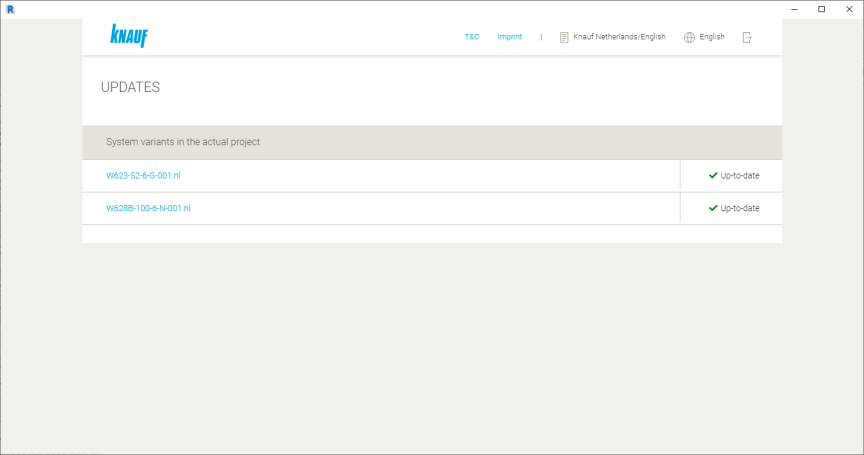 R
KNAUF
T&C Imprint | Knauf Netherlands/English English
UPDATES
System variants in the actual project
W623-52-6-G-001.nl Up-to-date
W628B-100-6-N-001.nl Up-to-date